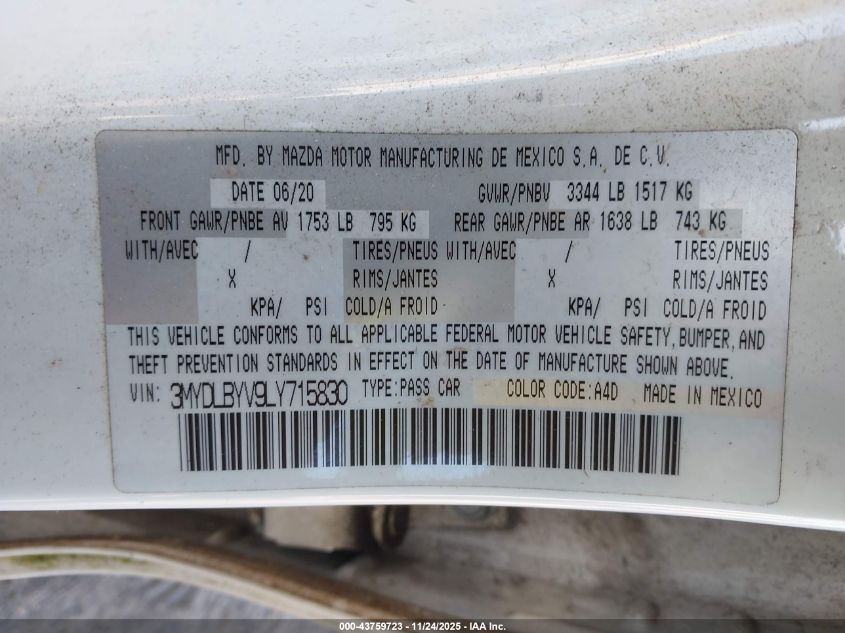 MFD. BY MAZDA MOTOR MANUFACTURING DE MEXICO S.A. DE C.V.
DATE 06/20 GVWR/PNBV 3344 LB 1517 KG
FRONT GAWR/PNBE AV 1753 LB 795 KG REAR GAWR/PNBE AR 1638 LB 743 KG
WITH/AVEC / TIRES/PNEUS WITH/AVEC / TIRES/PNEUS
X RIMS/JANTES X RIMS/JANTES
KPA/ PSI COLD/A FROID KPA/ PSI COLD/A FROID
THIS VEHICLE CONFORMS TO ALL APPLICABLE FEDERAL MOTOR VEHICLE SAFETY, BUMPER, AND
THEFT PREVENTION STANDARDS IN EFFECT ON THE DATE OF MANUFACTURE SHOWN ABOVE.
VIN: 3MYDLBYV9LY715830 TYPE:PASS CAR COLOR CODE:A4D MADE IN MEXICO
000-43759723 - 11/24/2025 - IAA Inc.